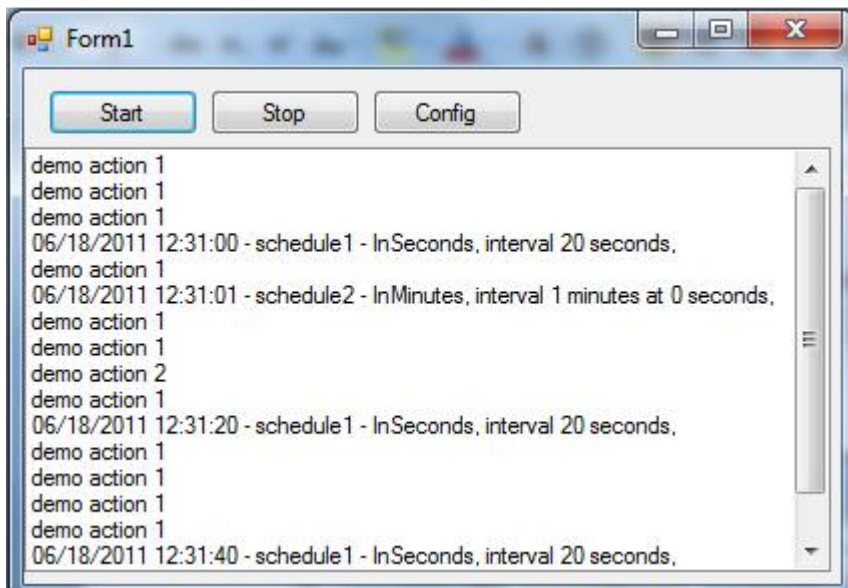 Form1
Start Stop Config
demo action 1
demo action 1
demo action 1
06/18/2011 12:31:00 - schedule1 - InSeconds, interval 20 seconds,
demo action 1
06/18/2011 12:31:01 - schedule2 - InMinutes, interval 1 minutes at 0 seconds,
demo action 1
demo action 1
demo action 2
demo action 1
06/18/2011 12:31:20 - schedule1 - InSeconds, interval 20 seconds,
demo action 1
demo action 1
demo action 1
demo action 1
06/18/2011 12:31:40 - schedule1 - InSeconds, interval 20 seconds,